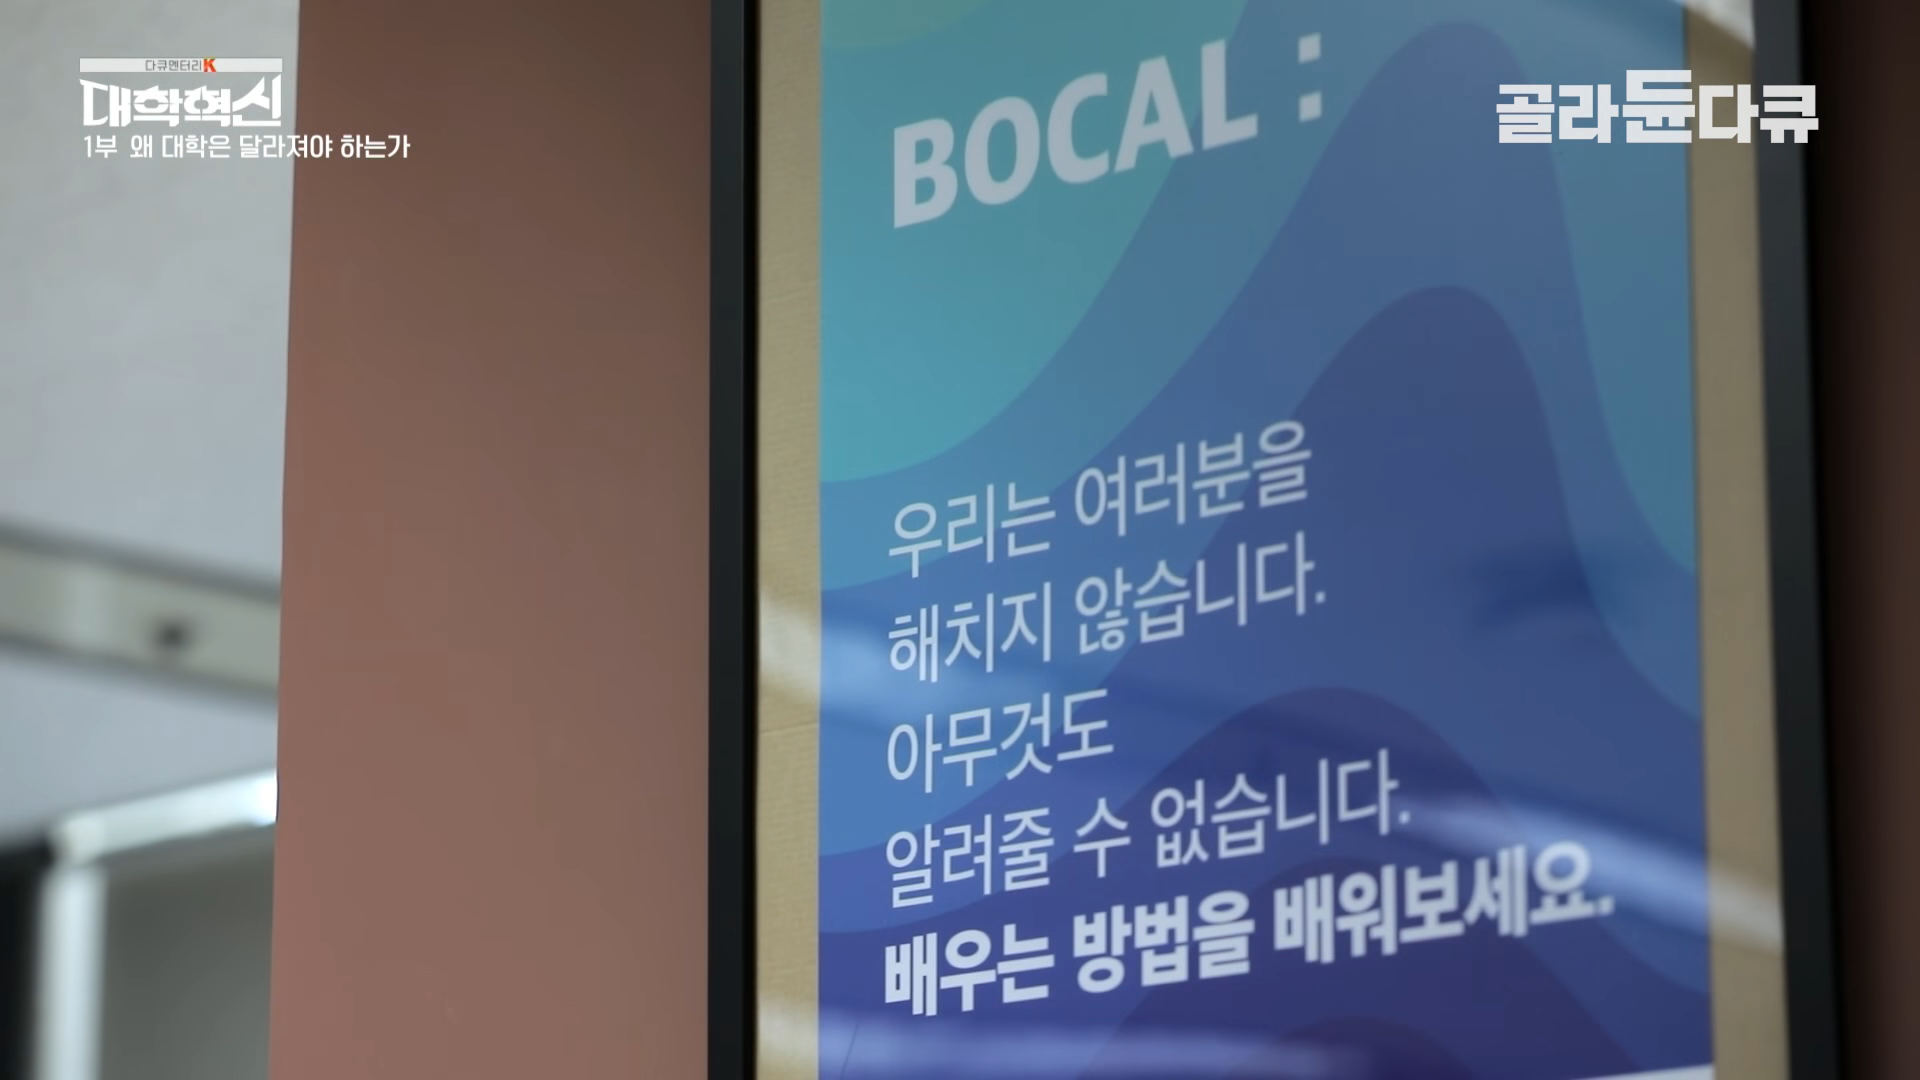 다큐멘터리K
대학혁신
1부 왜 대학은 달라져야 하는가
골라둔다큐
BOCAL :
우리는 여러분을
해치지 않습니다.
아무것도
알려줄 수 없습니다.
배우는 방법을 배워보세요.